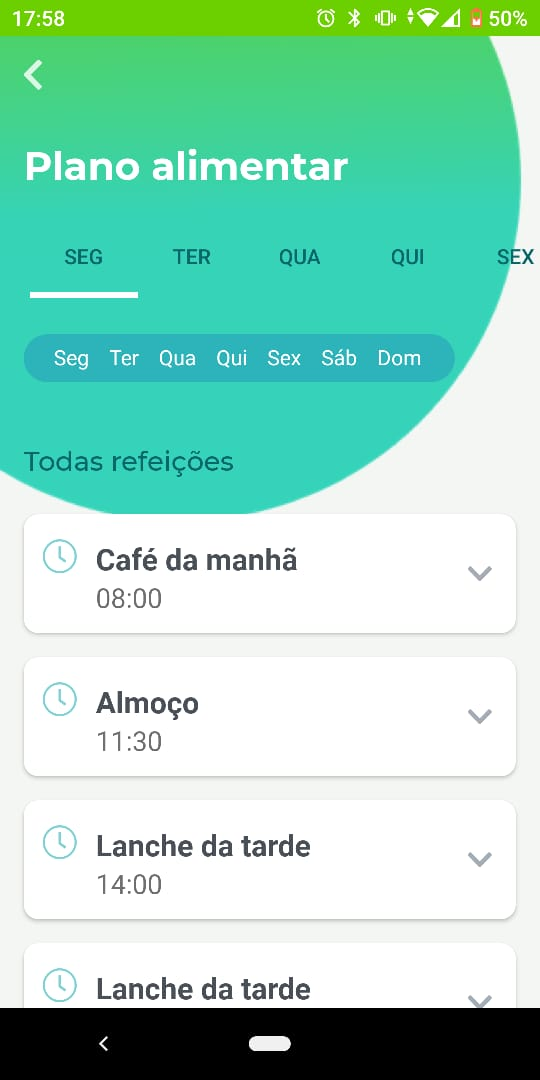 17:58 50%
Plano alimentar
SEG TER QUA QUI SEX
Seg Ter Qua Qui Sex Sáb Dom
Todas refeições
Café da manhã
08:00
Almoço
11:30
Lanche da tarde
14:00
Lanche da tarde